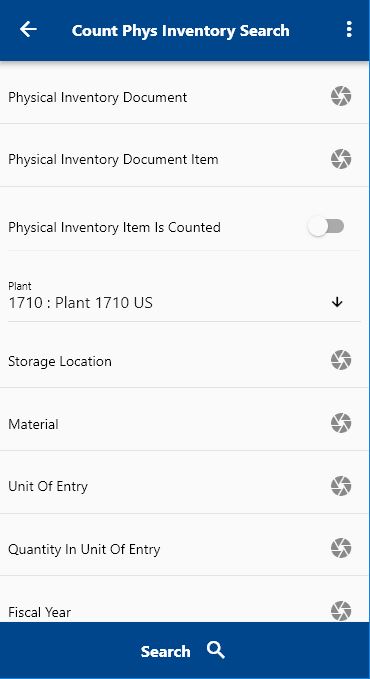 Count Phys Inventory Search
Physical Inventory Document
Physical Inventory Document Item
Physical Inventory Item Is Counted
Plant
1710 : Plant 1710 US
Storage Location
Material
Unit Of Entry
Quantity In Unit Of Entry
Fiscal Year
Search